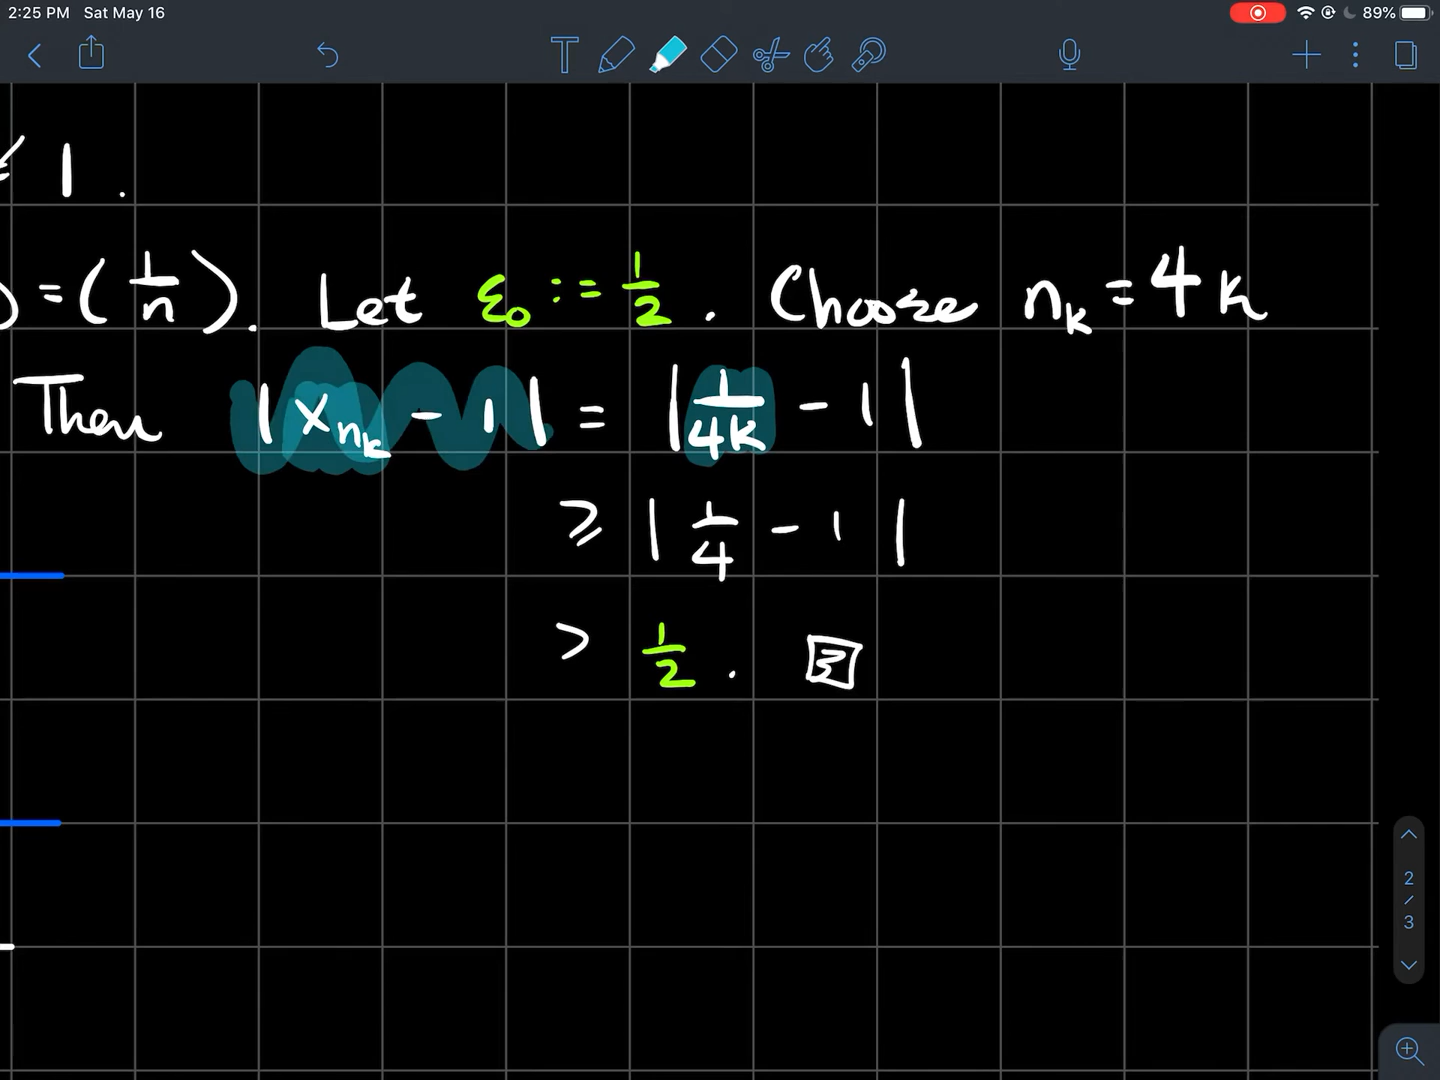 2:25 PM Sat May 16 89%
≠ 1 .
) = ( 1/n ) . Let ε₀ := 1/2 . Choose n_k = 4k
Then | x_{n_k} - 1 | = | 1/4k - 1 |
≥ | 1/4 - 1 |
> 1/2 .
2 / 3